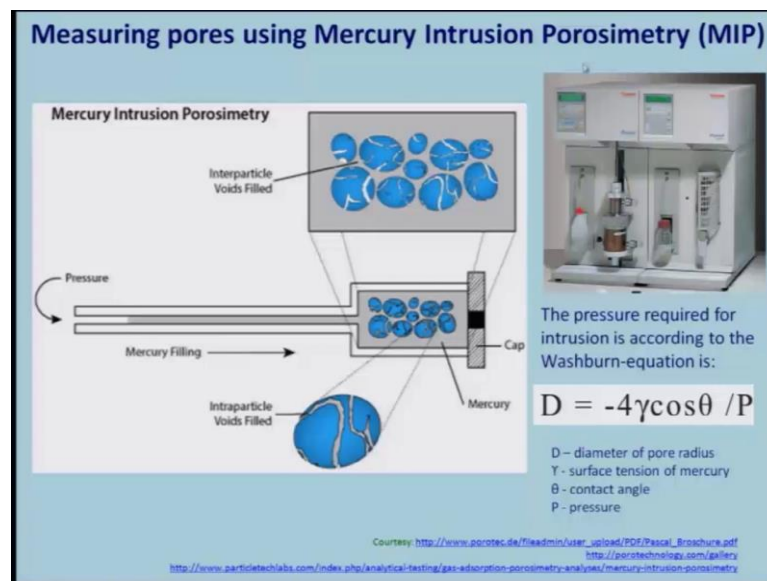 Measuring pores using Mercury Intrusion Porosimetry (MIP)
Mercury Intrusion Porosimetry
Interparticle
Voids Filled
Pressure
Mercury Filling
Cap
Intraparticle
Voids Filled
Mercury
The pressure required for
intrusion is according to the
Washburn-equation is:
D = -4γcosθ /P
D – diameter of pore radius
ϒ - surface tension of mercury
θ - contact angle
P - pressure
Courtesy: http://www.porotec.de/fileadmin/user_upload/PDF/Pascal_Broschure.pdf
http://porotechnology.com/gallery
http://www.particletechlabs.com/index.php/analytical-testing/gas-adsorption-porosimetry-analyses/mercury-intrusion-porosimetry